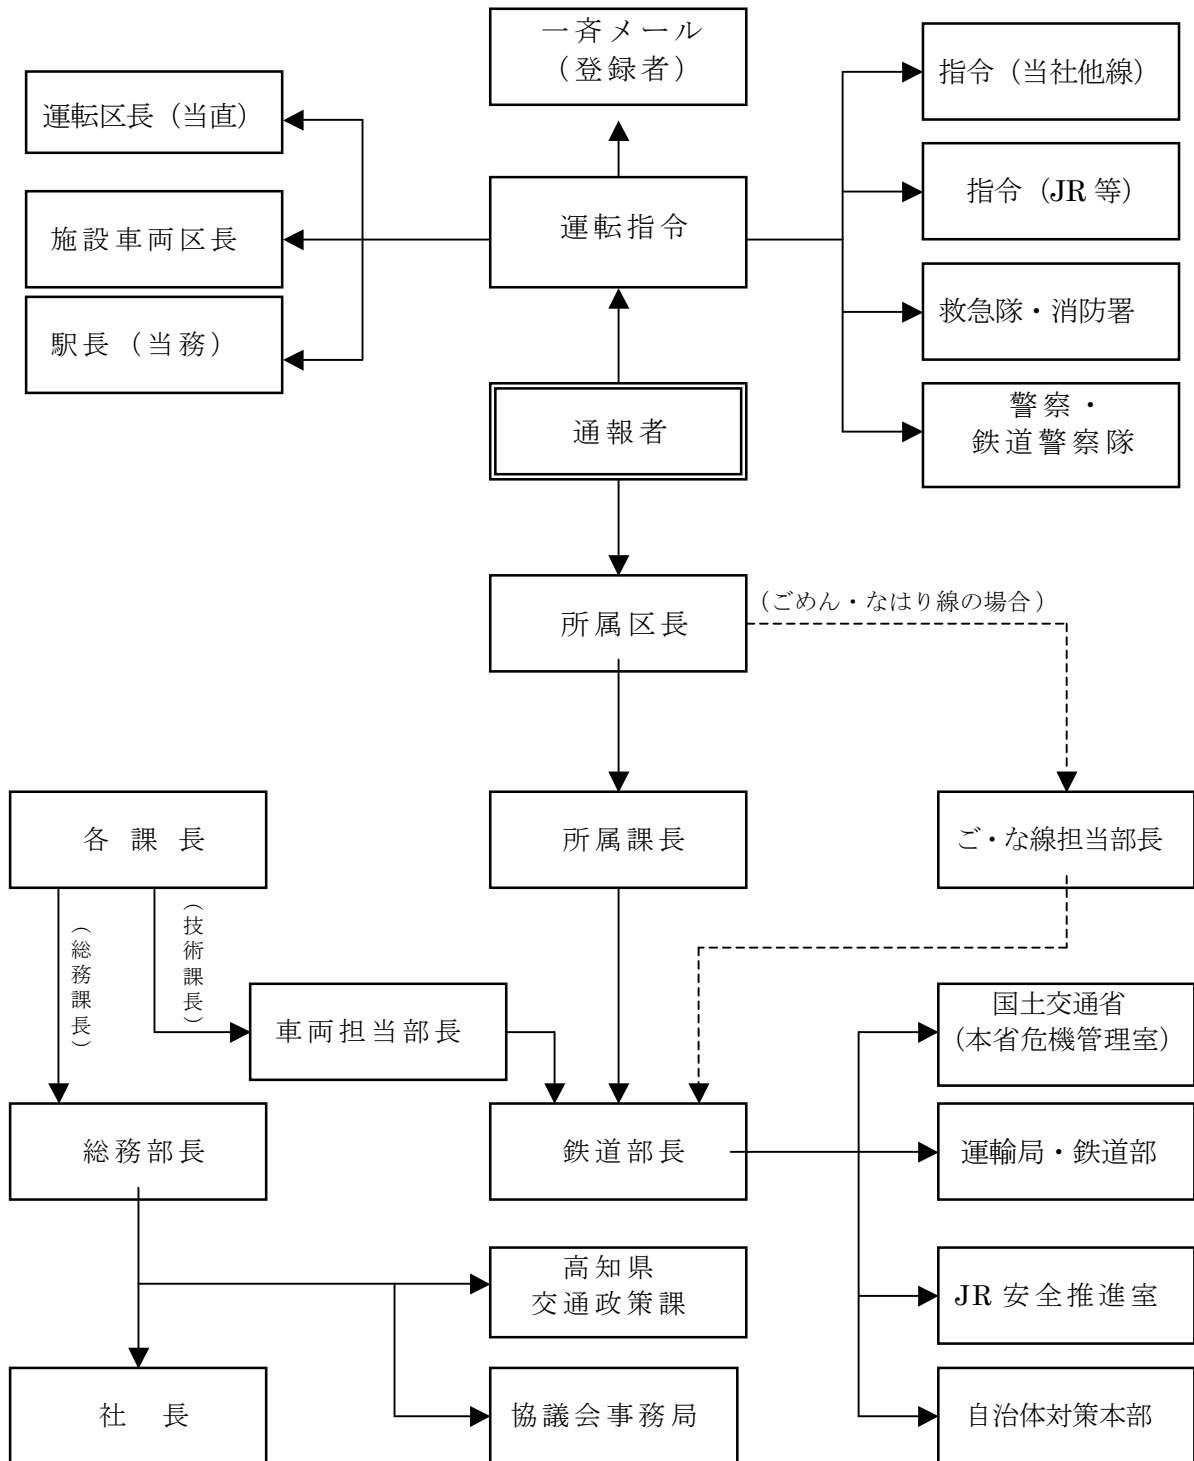 一斉メール
（登録者）
指令（当社他線）
運転区長（当直）
指令（JR 等）
運転指令
施設車両区長
救急隊・消防署
駅長（当務）
警察・
鉄道警察隊
通報者
（ごめん・なはり線の場合）
所属区長
各 課 長
所属課長
ご・な線担当部長
（総務課長）
（技術課長）
車両担当部長
国土交通省
（本省危機管理室）
総務部長
鉄道部長
運輸局・鉄道部
高知県
交通政策課
JR 安全推進室
社 長
協議会事務局
自治体対策本部